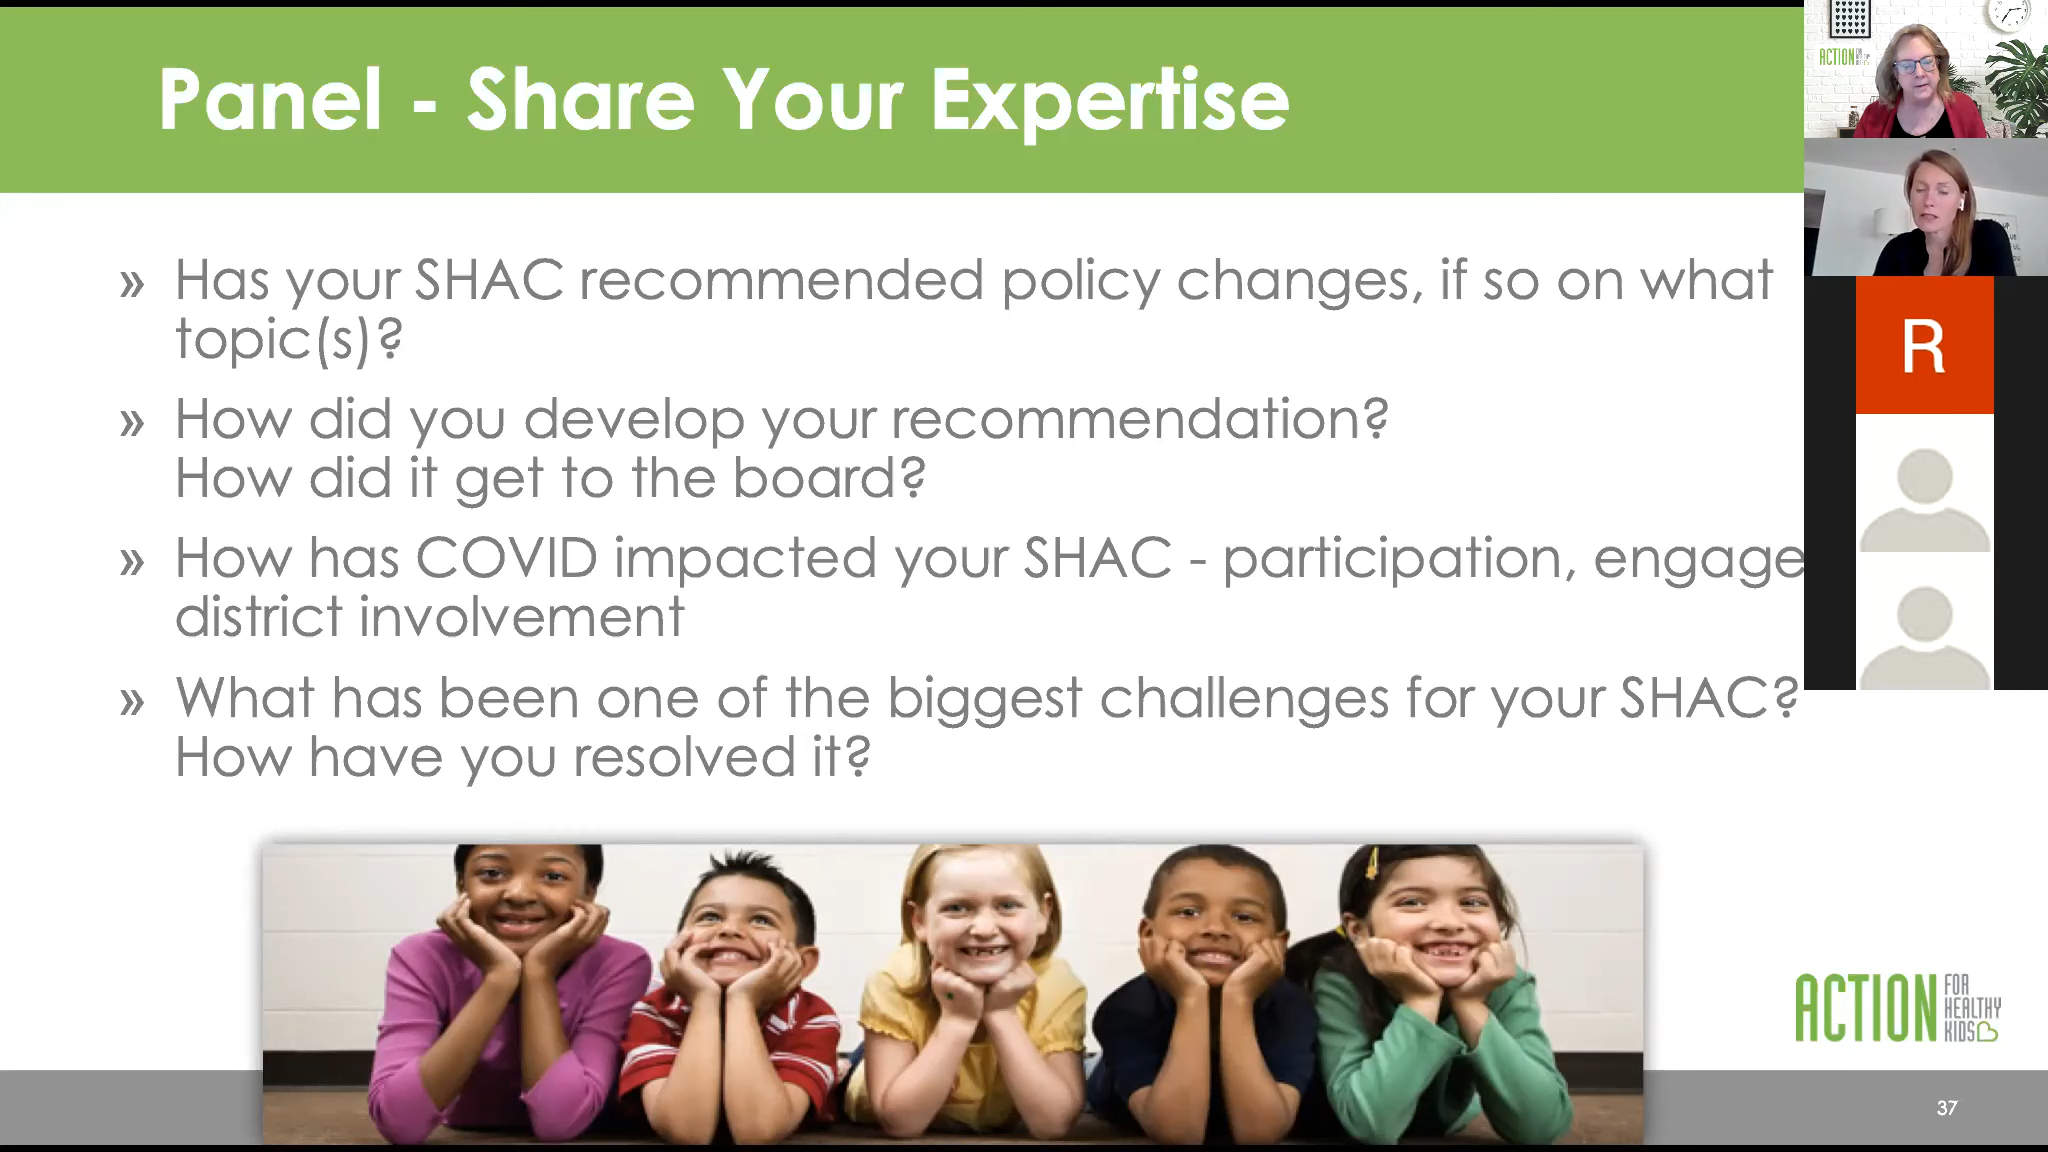 Panel - Share Your Expertise
» Has your SHAC recommended policy changes, if so on what
topic(s)?
» How did you develop your recommendation?
How did it get to the board?
» How has COVID impacted your SHAC - participation, engage
district involvement
» What has been one of the biggest challenges for your SHAC?
How have you resolved it?
ACTION
R
ACTION
FOR
HEALTHY
KIDS
37